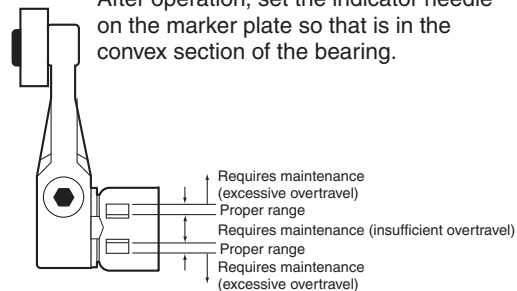 After operation, set the indicator needle
on the marker plate so that is in the
convex section of the bearing.
Requires maintenance
(excessive overtravel)
Proper range
Requires maintenance (insufficient overtravel)
Proper range
Requires maintenance
(excessive overtravel)